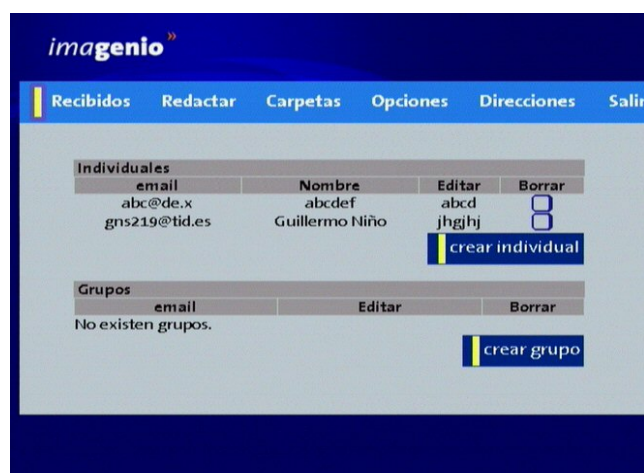 imagenio»
Recibidos Redactar Carpetas Opciones Direcciones Salir
Individuales
email Nombre Editar Borrar
abc@de.x abcdef abcd
gns219@tid.es Guillermo Niño jhgjhj
crear individual
Grupos
email Editar Borrar
No existen grupos.
crear grupo